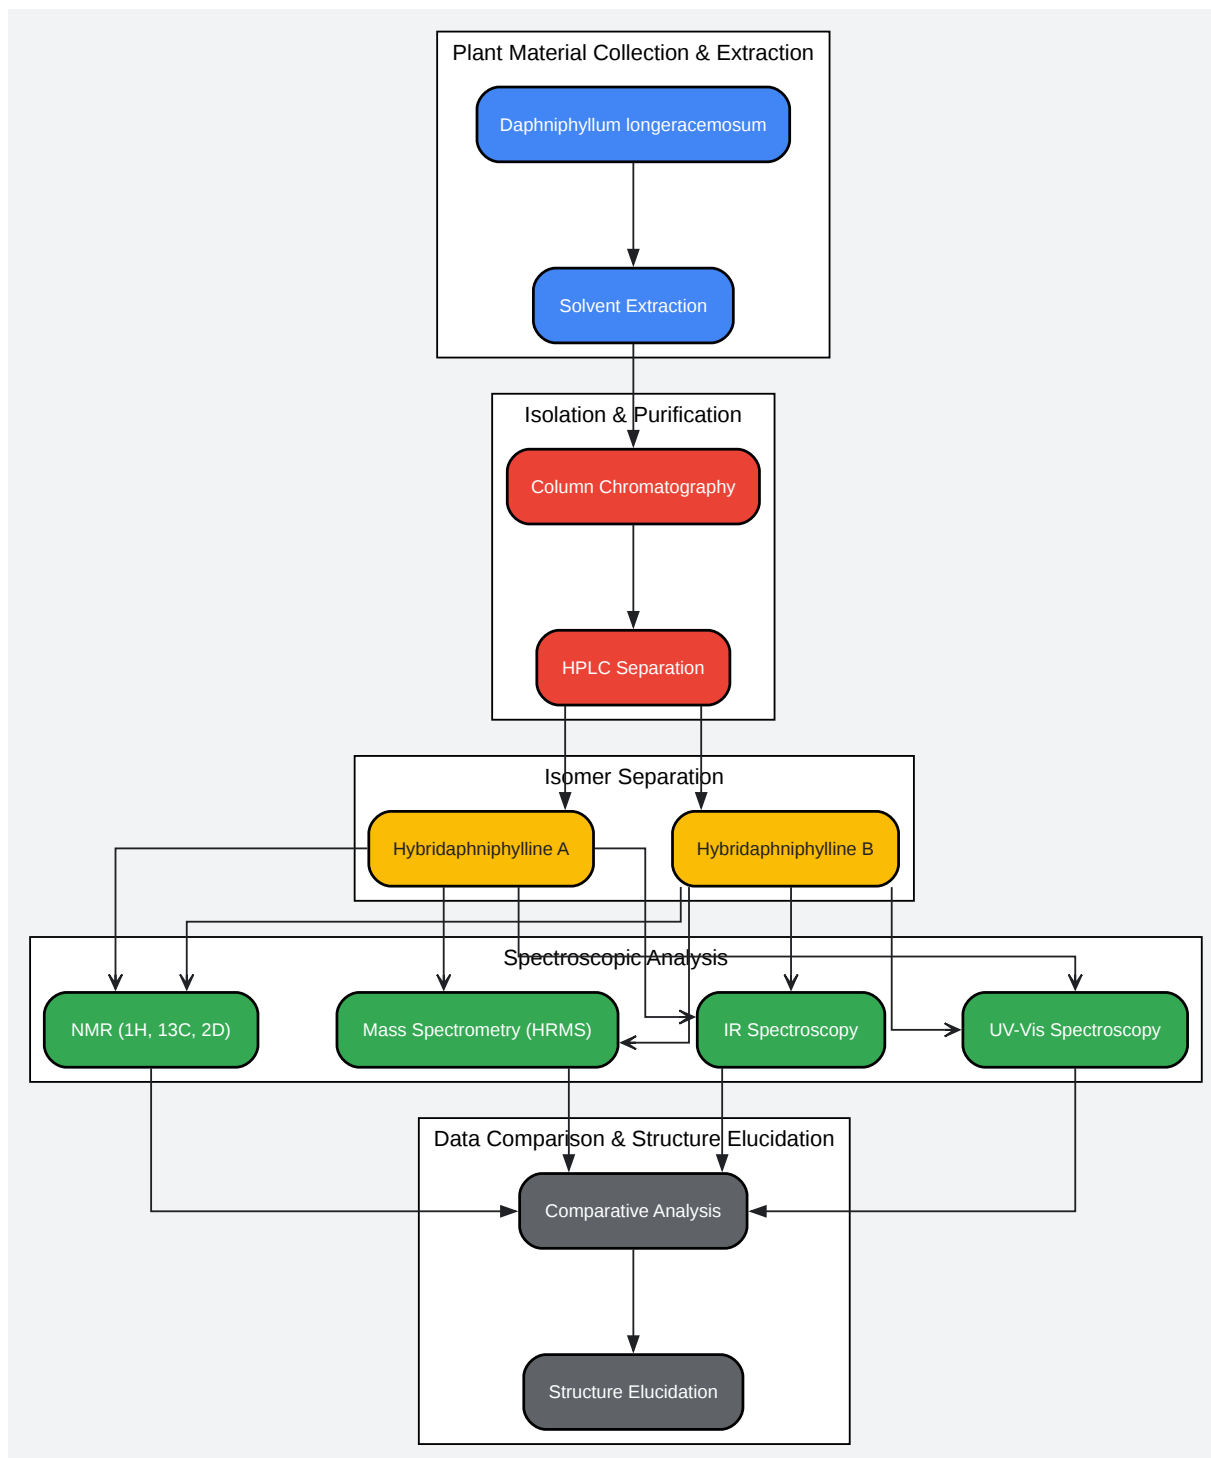 Plant Material Collection & Extraction
Daphniphyllum longeracemosum
Solvent Extraction
Isolation & Purification
Column Chromatography
HPLC Separation
Isomer Separation
Hybridaphniphylline A
Hybridaphniphylline B
Spectroscopic Analysis
NMR (1H, 13C, 2D)
Mass Spectrometry (HRMS)
IR Spectroscopy
UV-Vis Spectroscopy
Data Comparison & Structure Elucidation
Comparative Analysis
Structure Elucidation